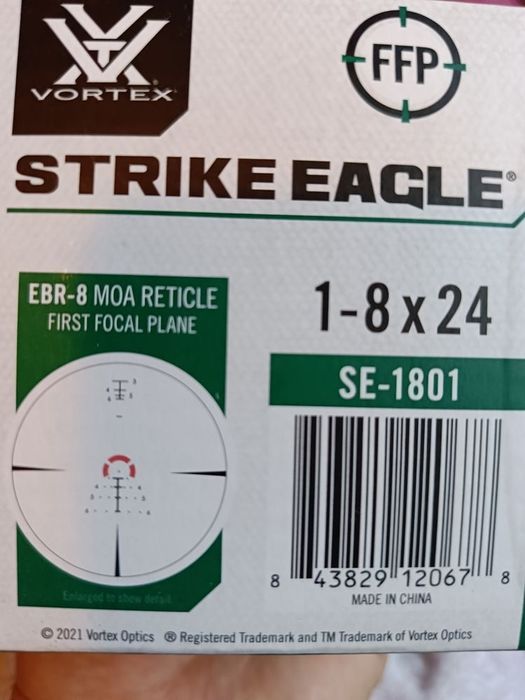 VORTEX®
FFP
STRIKE EAGLE®
EBR-8 MOA RETICLE
FIRST FOCAL PLANE
1-8 x 24
SE-1801
8 43829 12067 8
MADE IN CHINA
Enlarged to show detail
© 2021 Vortex Optics ® Registered Trademark and TM Trademark of Vortex Optics